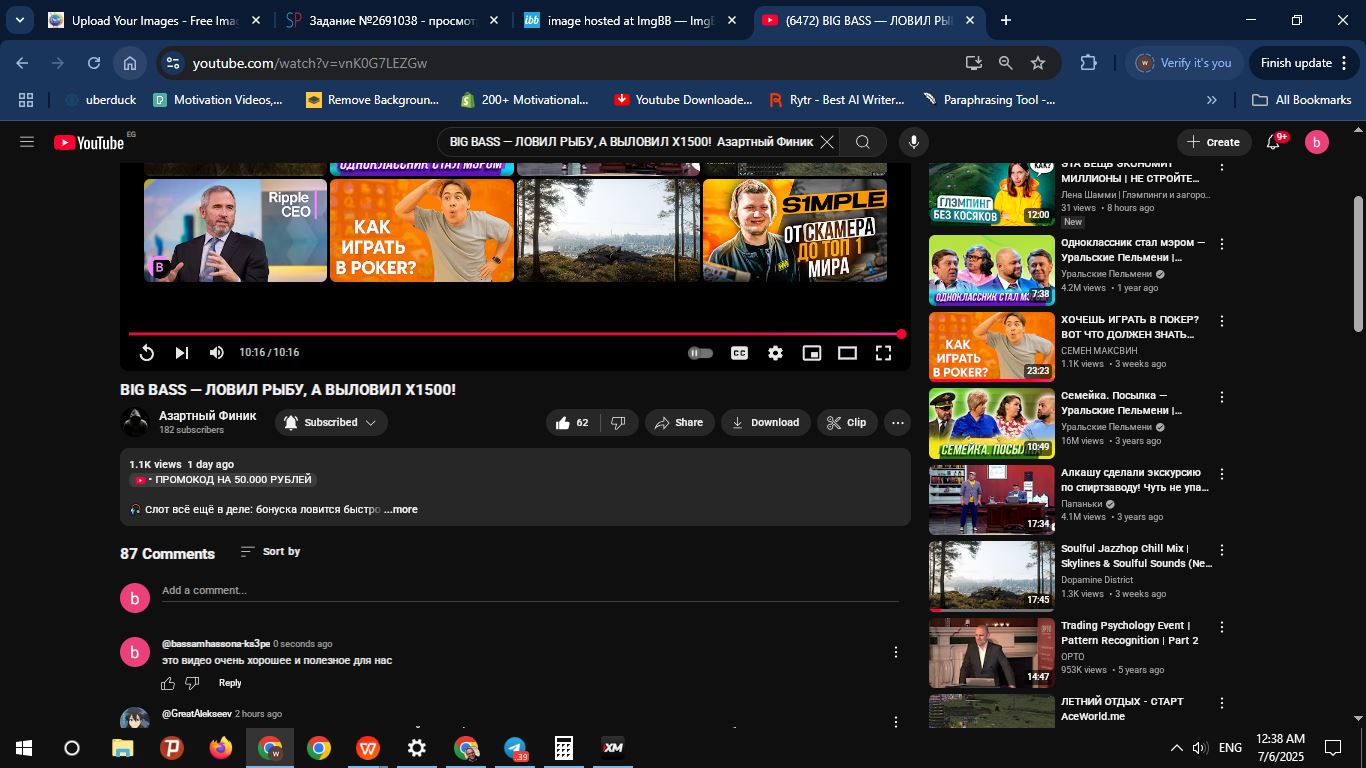 Upload Your Images - Free Imag
Задание №2691038 - просмотр
image hosted at ImgBB — ImgB
(6472) BIG BASS — ЛОВИЛ РЫБ
youtube.com/watch?v=vnK0G7LEZGw
Verify it's you
Finish update
uberduck
Motivation Videos,...
Remove Backgroun...
200+ Motivational...
Youtube Downloade...
Rytr - Best AI Writer...
Paraphrasing Tool -...
All Bookmarks
YouTube EG
BIG BASS — ЛОВИЛ РЫБУ, А ВЫЛОВИЛ X1500! Азартный Финик
Create
9+
b
ОДНОКЛАССНИК СТАЛ МЭРОМ
Ripple
CEO
B
КАК
ИГРАТЬ
В POKER?
S1MPLE
ОТ СКАМЕРА
ДО ТОП 1
МИРА
10:16 / 10:16
CC
BIG BASS — ЛОВИЛ РЫБУ, А ВЫЛОВИЛ X1500!
Азартный Финик
182 subscribers
Subscribed
62
Share
Download
Clip
1.1K views 1 day ago
- ПРОМОКОД НА 50.000 РУБЛЕЙ
Слот всё ещё в деле: бонуска ловится быстро ...more
87 Comments
Sort by
b
Add a comment...
b
@bassamhassona-ks3pe 0 seconds ago
это видео очень хорошее и полезное для нас
Reply
@GreatAlekseev 2 hours ago
ГЛЭМПИНГ
БЕЗ КОСЯКОВ
12:00
ЭТА ВЕЩЬ ЭКОНОМИТ
МИЛЛИОНЫ | НЕ СТРОЙТЕ...
Лена Шамми | Глэмпинги и загоро...
31 views • 8 hours ago
New
ОДНОКЛАССНИК СТАЛ
7:38
Одноклассник стал мэром —
Уральские Пельмени |...
Уральские Пельмени
4.2M views • 1 year ago
КАК
ИГРАТЬ
В POKER?
23:23
ХОЧЕШЬ ИГРАТЬ В ПОКЕР?
ВОТ ЧТО ДОЛЖЕН ЗНАТЬ...
СЕМЕН МАКСВИН
1.1K views • 3 weeks ago
СЕМЕЙКА.
10:49
Семейка. Посылка —
Уральские Пельмени |...
Уральские Пельмени
16M views • 3 years ago
17:34
Алкашу сделали экскурсию
по спиртзаводу! Чуть не упа...
Папаньки
4.1M views • 3 years ago
17:45
Soulful Jazzhop Chill Mix |
Skylines & Soulful Sounds (Ne...
Dopamine District
1.3K views • 3 weeks ago
14:47
Trading Psychology Event |
Pattern Recognition | Part 2
OPTO
953K views • 5 years ago
ЛЕТНИЙ ОТДЫХ - СТАРТ
AceWorld.me
39
XM
ENG
12:38 AM
7/6/2025